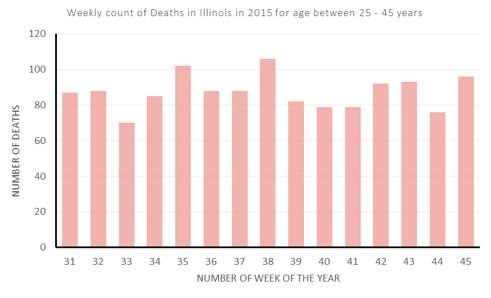 Weekly count of Deaths in Illinois in 2015 for age between 25 - 45 years
120
100
80
60
40
20
0
NUMBER OF DEATHS
31 32 33 34 35 36 37 38 39 40 41 42 43 44 45
NUMBER OF WEEK OF THE YEAR